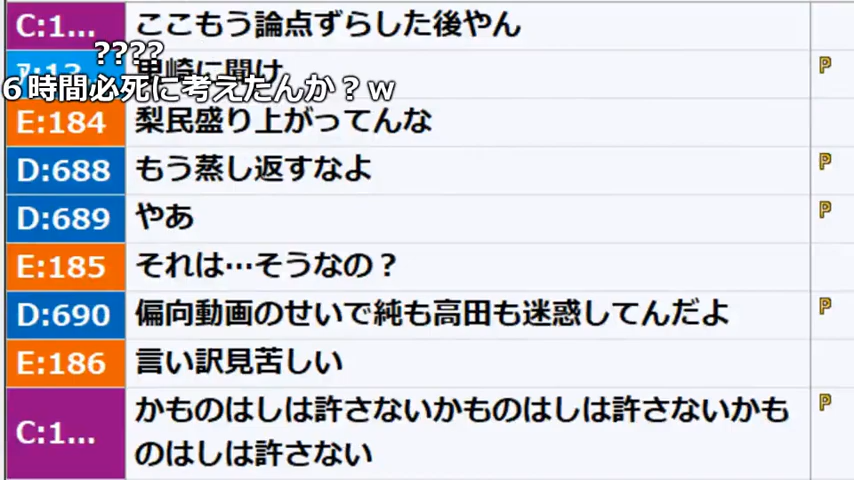 C:1... ここもう論点ずらした後やん
????
里崎に聞け P
6時間必死に考えたんか?w
E:184 梨民盛り上がってんな
D:688 もう蒸し返すなよ P
D:689 やあ P
E:185 それは…そうなの?
D:690 偏向動画のせいで純も高田も迷惑してんだよ P
E:186 言い訳見苦しい
C:1... かものはしは許さないかものはしは許さないかも P
のはしは許さない